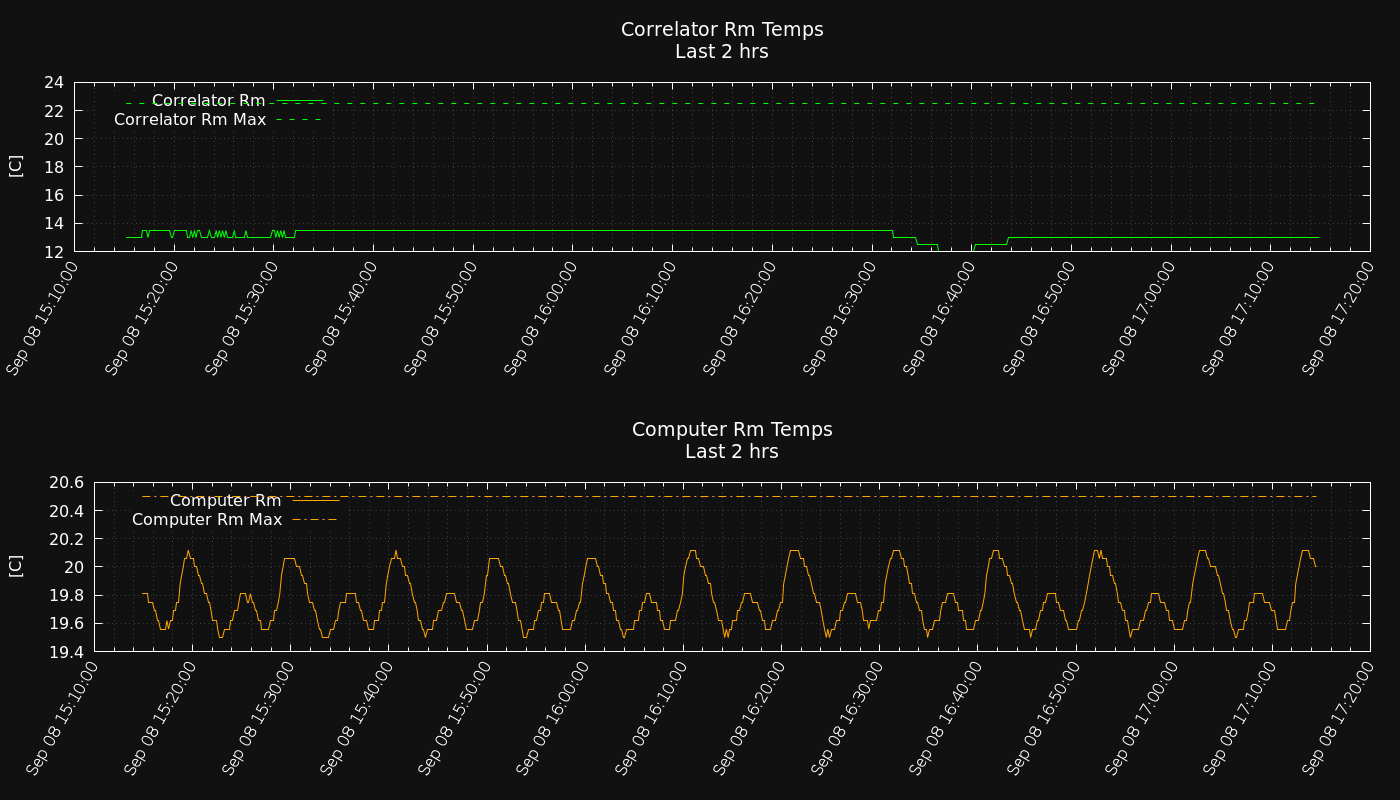 Correlator Rm Temps
Last 2 hrs
24
22
20
18
16
14
12
[C]
Correlator Rm
Correlator Rm Max
Sep 08 15:10:00
Sep 08 15:20:00
Sep 08 15:30:00
Sep 08 15:40:00
Sep 08 15:50:00
Sep 08 16:00:00
Sep 08 16:10:00
Sep 08 16:20:00
Sep 08 16:30:00
Sep 08 16:40:00
Sep 08 16:50:00
Sep 08 17:00:00
Sep 08 17:10:00
Sep 08 17:20:00
Computer Rm Temps
Last 2 hrs
20.6
20.4
20.2
20
19.8
19.6
19.4
[C]
Computer Rm
Computer Rm Max
Sep 08 15:10:00
Sep 08 15:20:00
Sep 08 15:30:00
Sep 08 15:40:00
Sep 08 15:50:00
Sep 08 16:00:00
Sep 08 16:10:00
Sep 08 16:20:00
Sep 08 16:30:00
Sep 08 16:40:00
Sep 08 16:50:00
Sep 08 17:00:00
Sep 08 17:10:00
Sep 08 17:20:00